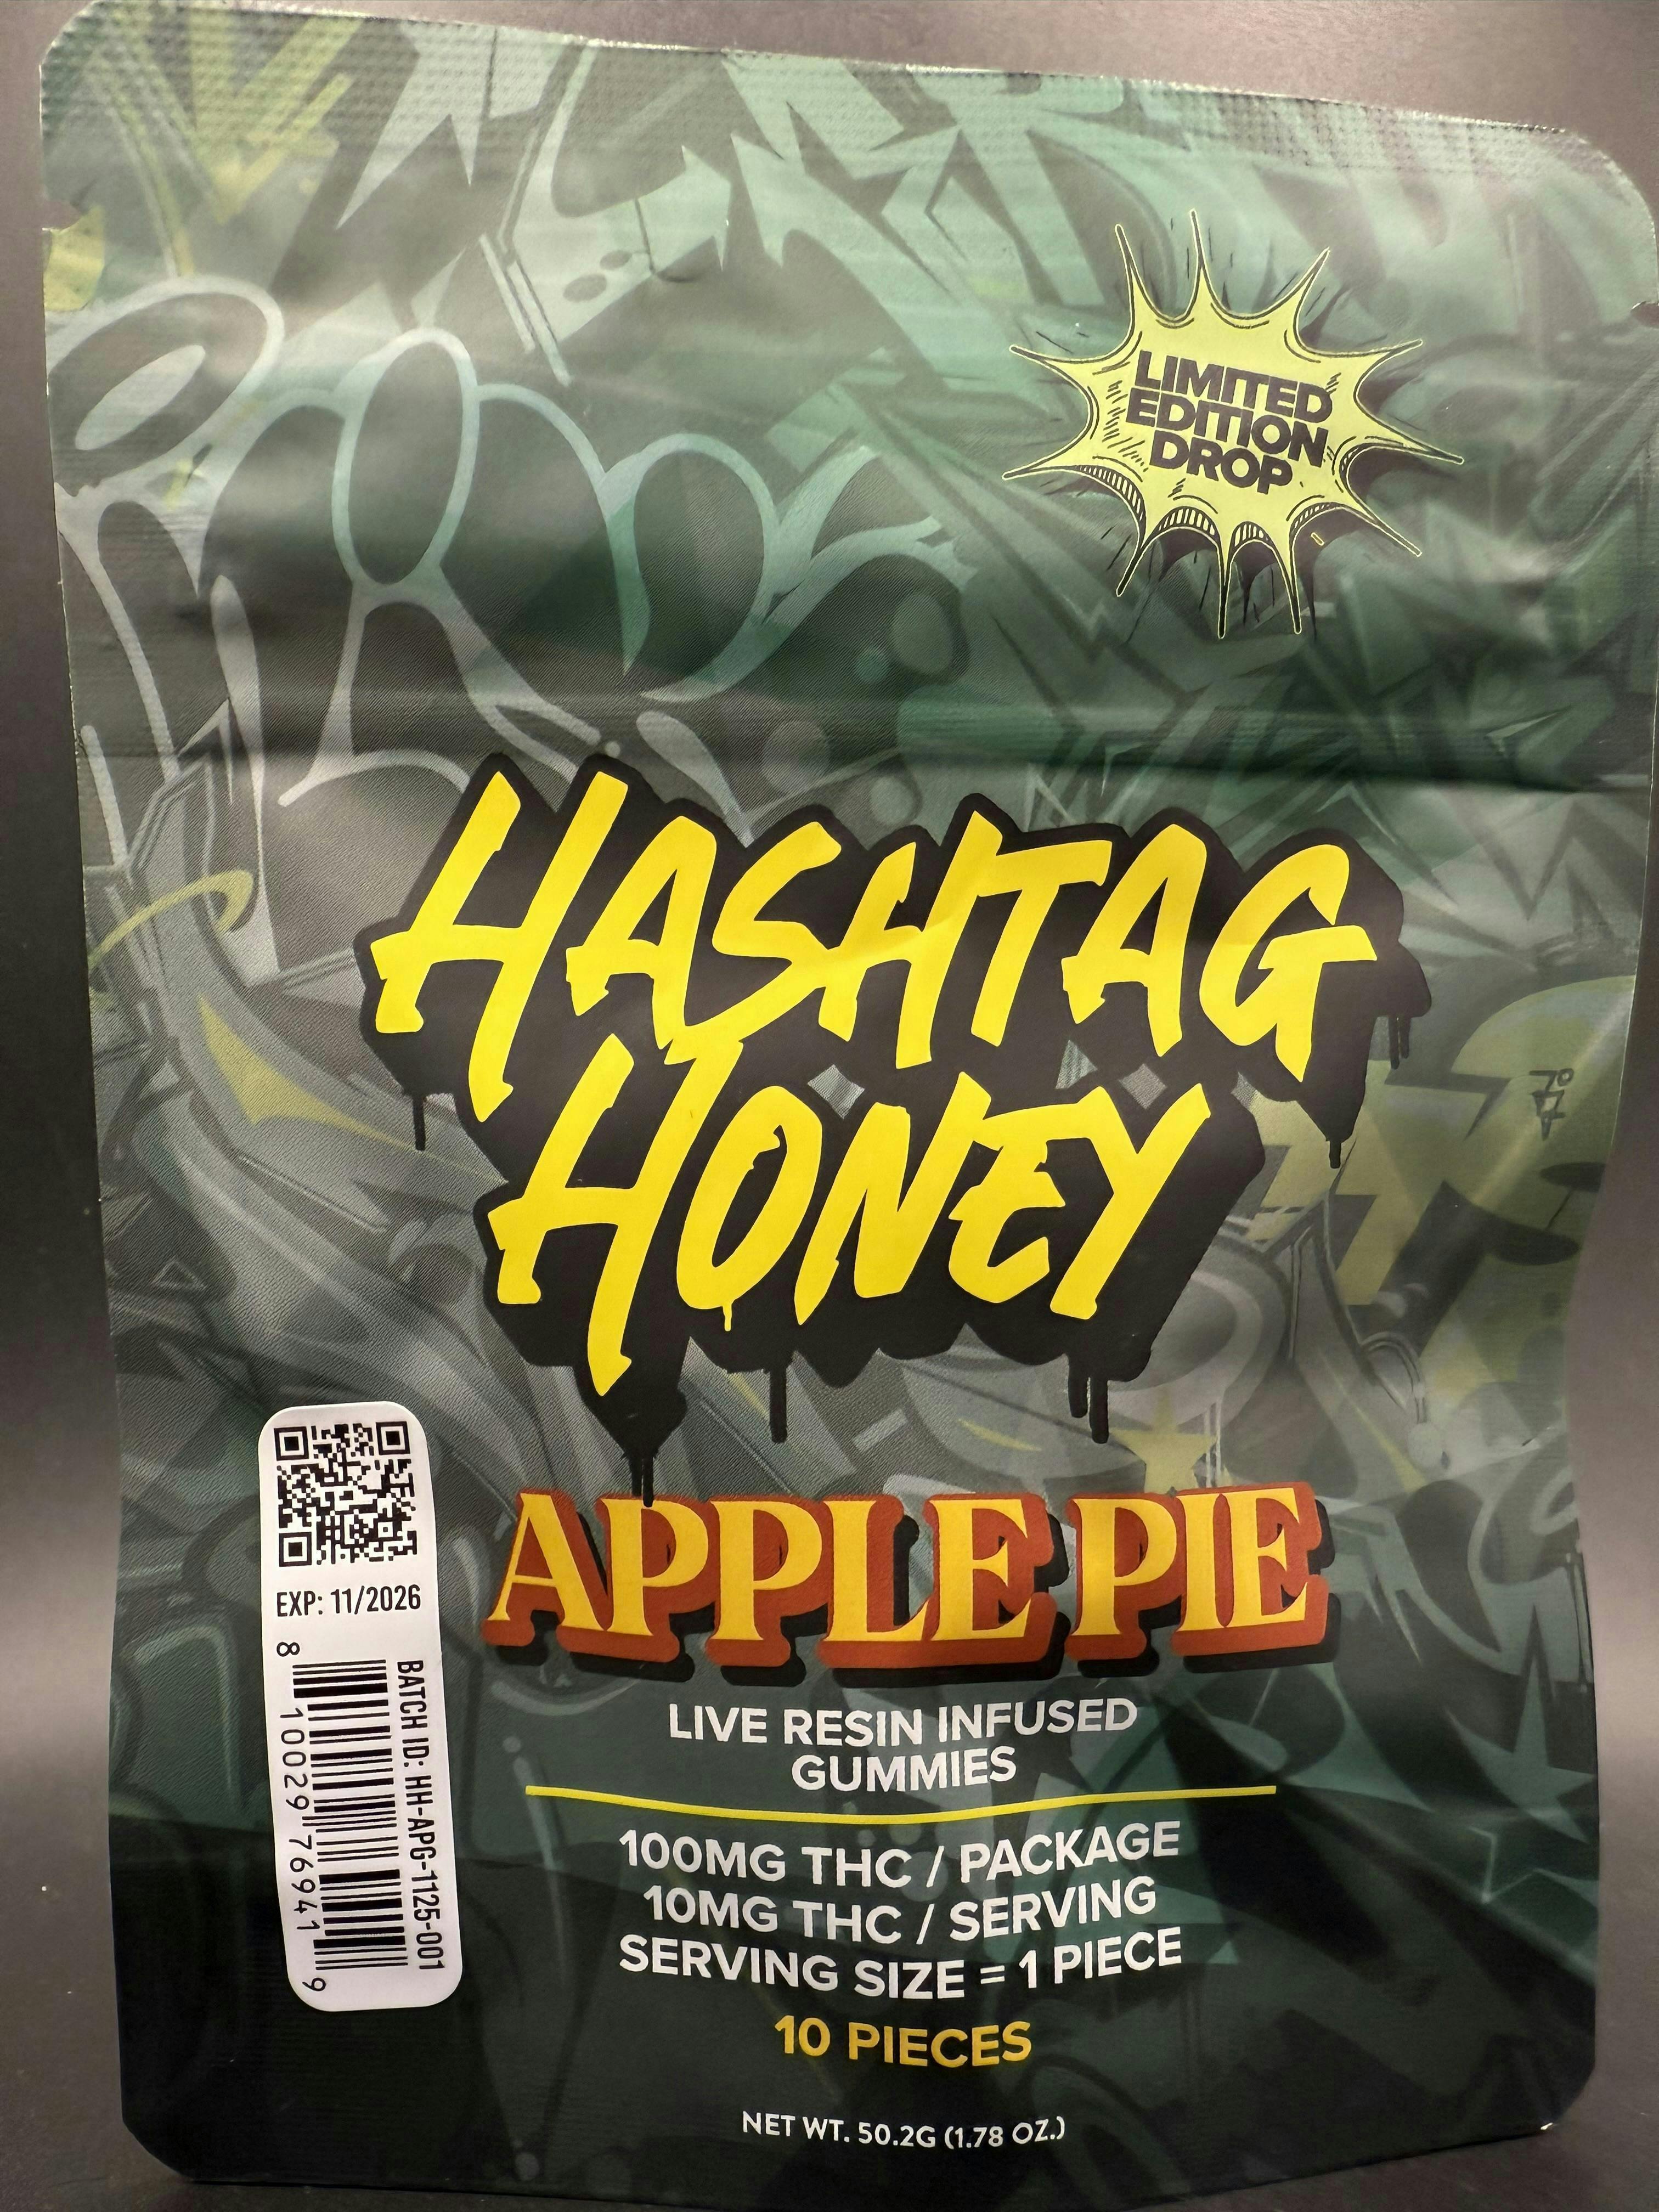 LIMITED
EDITION
DROP
HASHTAG
HONEY
APPLE PIE
LIVE RESIN INFUSED
GUMMIES
100MG THC / PACKAGE
10MG THC / SERVING
SERVING SIZE = 1 PIECE
10 PIECES
NET WT. 50.2G (1.78 OZ.)
EXP: 11/2026
BATCH ID: HH-APG-1125-001
8 10029 76941 9